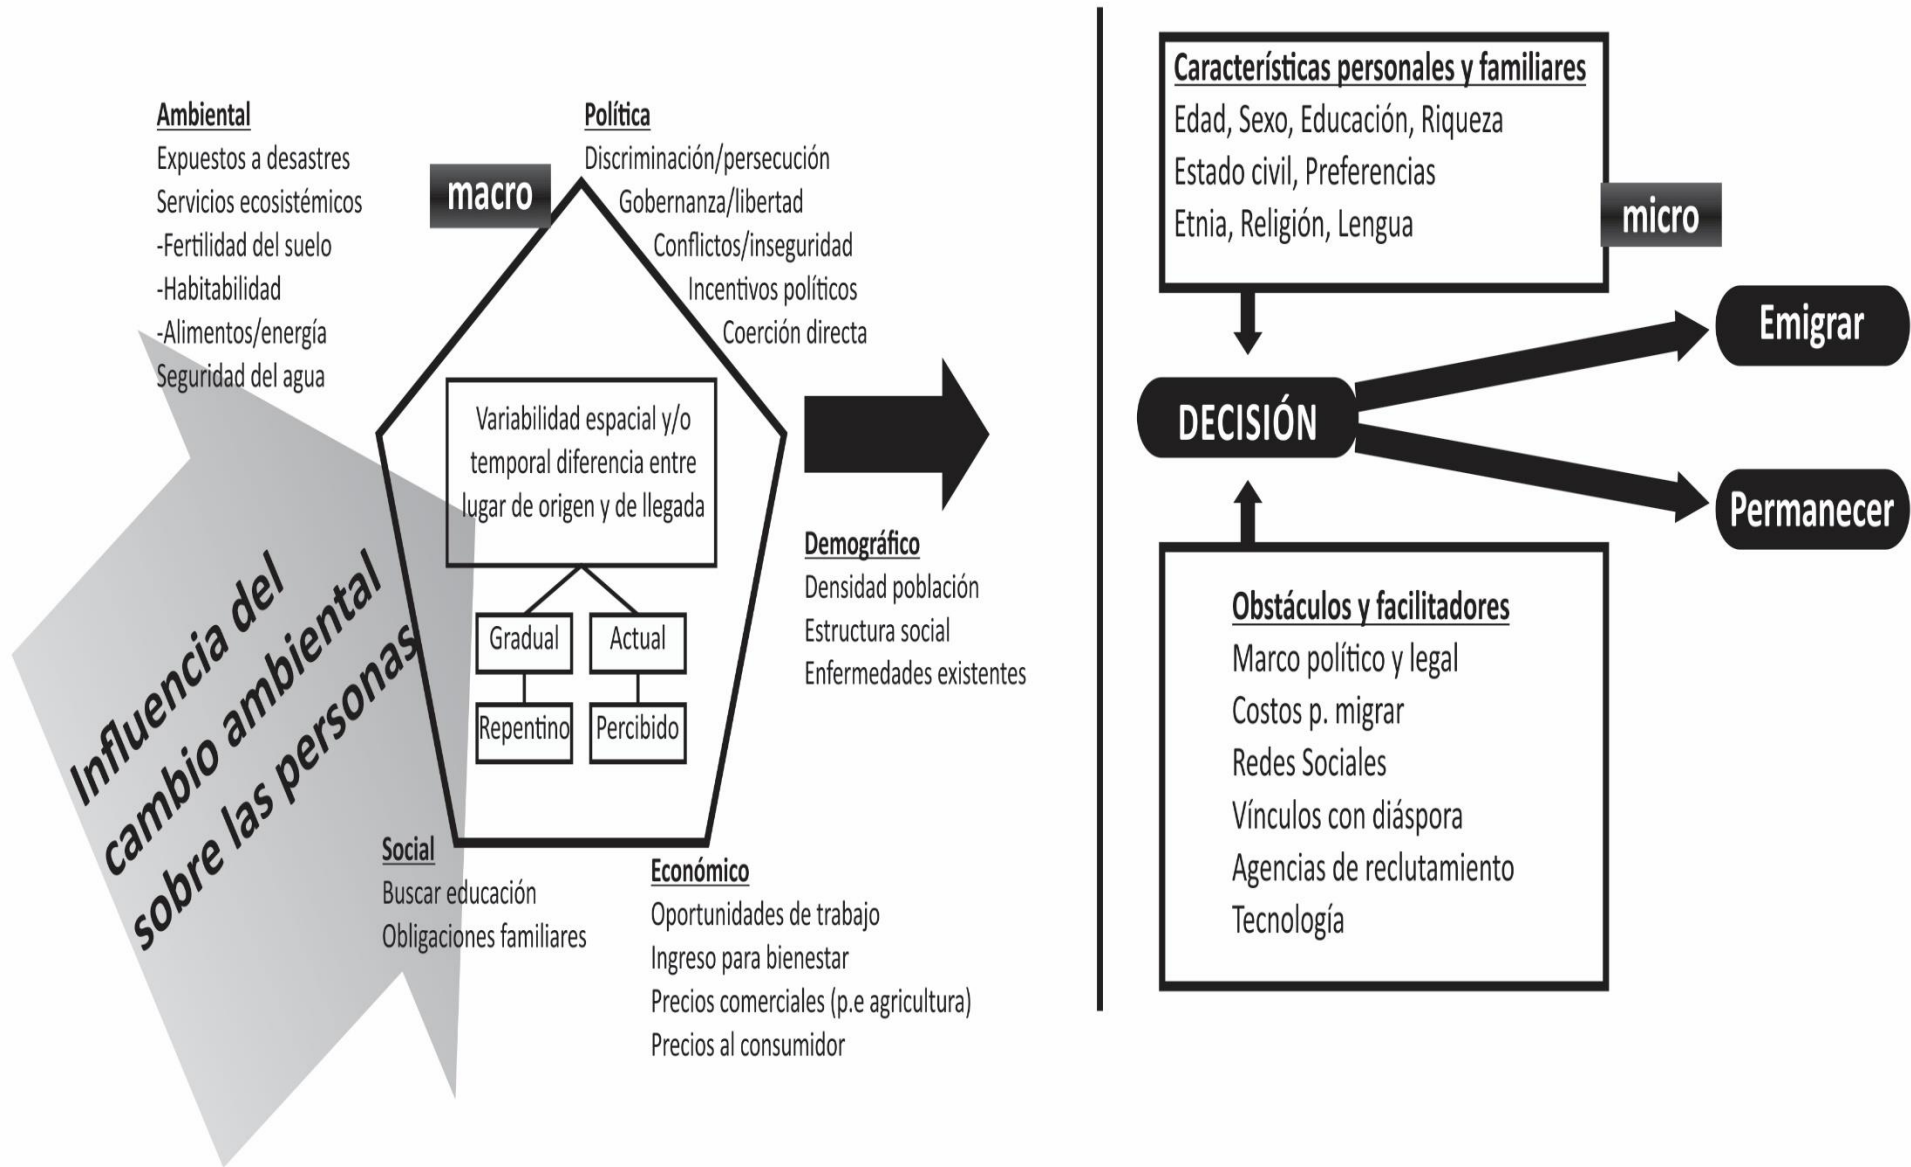 Ambiental
Expuestos a desastres
Servicios ecosistémicos
-Fertilidad del suelo
-Habitabilidad
-Alimentos/energía
Seguridad del agua
macro
Política
Discriminación/persecución
Gobernanza/libertad
Conflictos/inseguridad
Incentivos políticos
Coerción directa
Variabilidad espacial y/o
temporal diferencia entre
lugar de origen y de llegada
Gradual
Actual
Repentino
Percibido
Influencia del
cambio ambiental
sobre las personas
Demográfico
Densidad población
Estructura social
Enfermedades existentes
Social
Buscar educación
Obligaciones familiares
Económico
Oportunidades de trabajo
Ingreso para bienestar
Precios comerciales (p.e agricultura)
Precios al consumidor
Características personales y familiares
Edad, Sexo, Educación, Riqueza
Estado civil, Preferencias
Etnia, Religión, Lengua
micro
DECISIÓN
Emigrar
Permanecer
Obstáculos y facilitadores
Marco político y legal
Costos p. migrar
Redes Sociales
Vínculos con diáspora
Agencias de reclutamiento
Tecnología